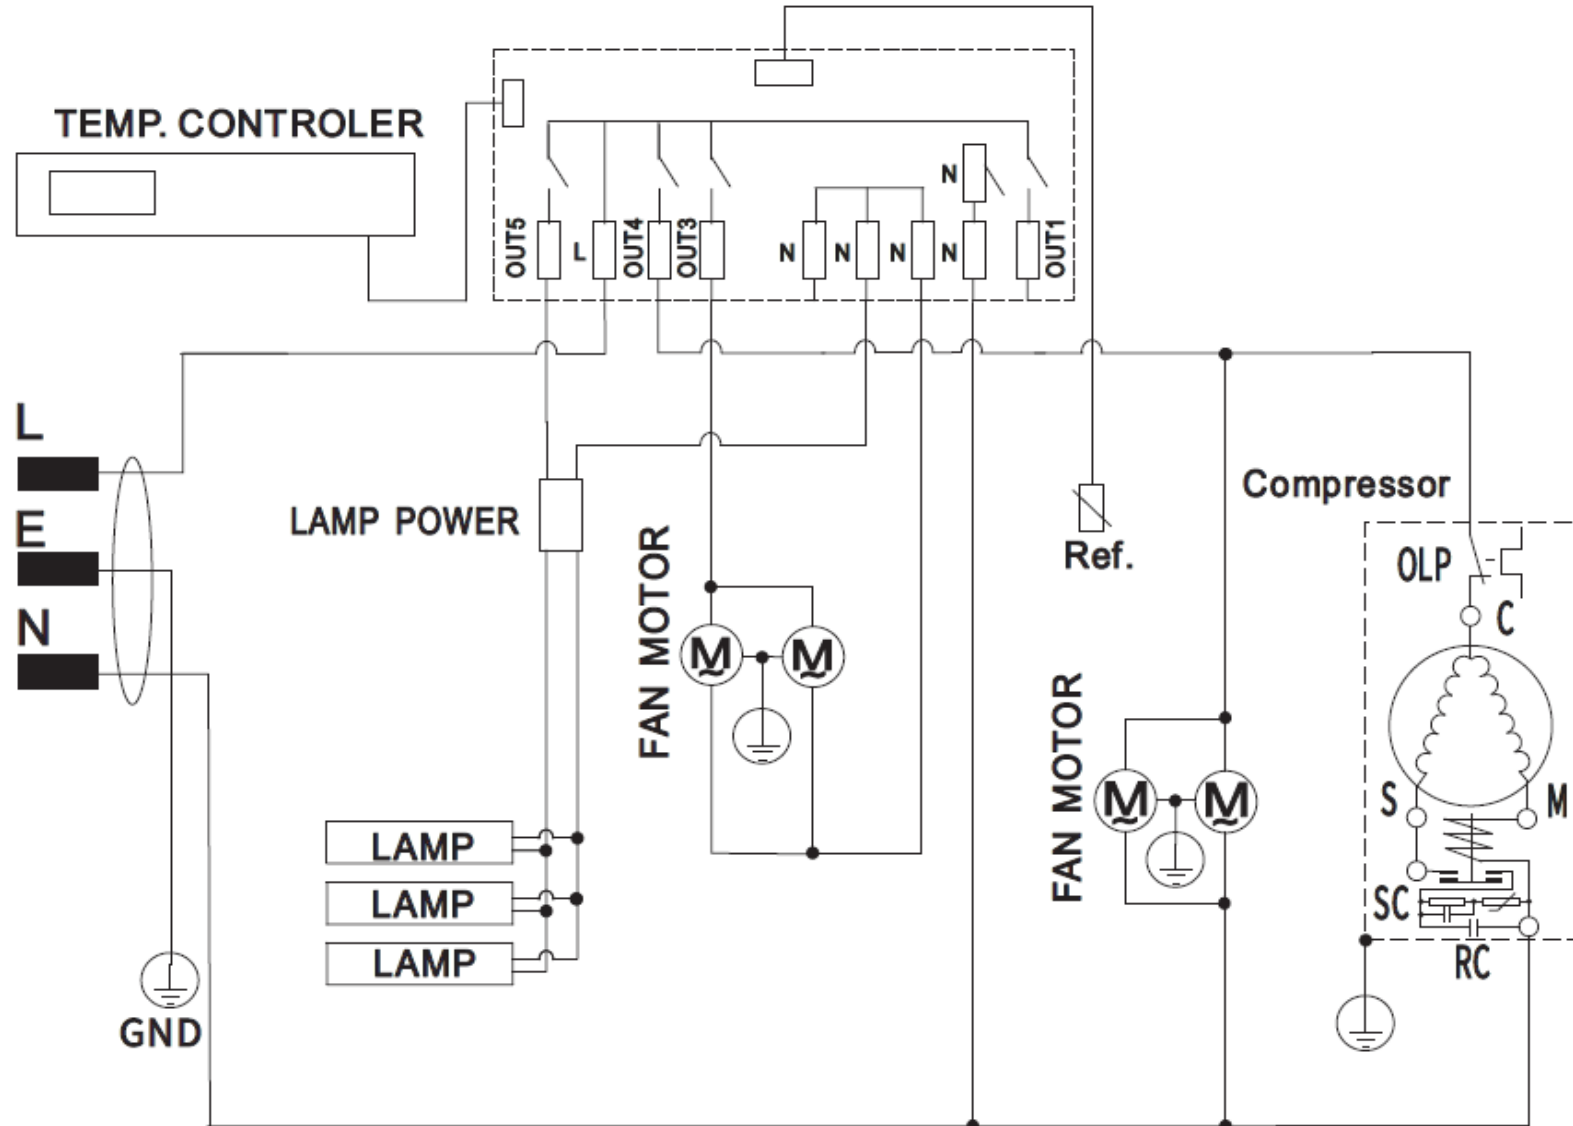 TEMP. CONTROLER
OUT5
L
OUT4
OUT3
N
N
N
N
N
OUT1
L
E
N
GND
LAMP POWER
LAMP
LAMP
LAMP
FAN MOTOR
M
M
Ref.
FAN MOTOR
M
M
Compressor
OLP
C
S
M
SC
RC